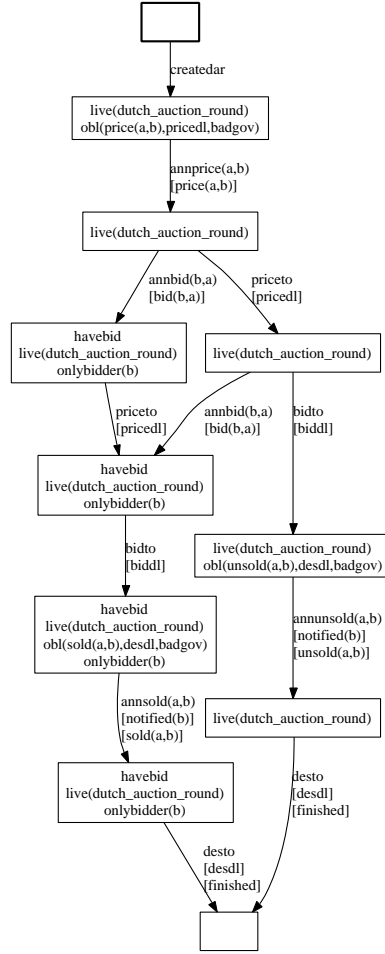 createdar
live(dutch_auction_round)
obl(price(a,b),pricedl,badgov)
annprice(a,b)
[price(a,b)]
live(dutch_auction_round)
annbid(b,a)
[bid(b,a)]
priceto
[pricedl]
havebid
live(dutch_auction_round)
onlybidder(b)
live(dutch_auction_round)
priceto
[pricedl]
annbid(b,a)
[bid(b,a)]
bidto
[biddl]
havebid
live(dutch_auction_round)
onlybidder(b)
bidto
[biddl]
live(dutch_auction_round)
obl(unsold(a,b),desdl,badgov)
havebid
live(dutch_auction_round)
obl(sold(a,b),desdl,badgov)
onlybidder(b)
annunsold(a,b)
[notified(b)]
[unsold(a,b)]
annsold(a,b)
[notified(b)]
[sold(a,b)]
live(dutch_auction_round)
havebid
live(dutch_auction_round)
onlybidder(b)
desto
[desdl]
[finished]
desto
[desdl]
[finished]